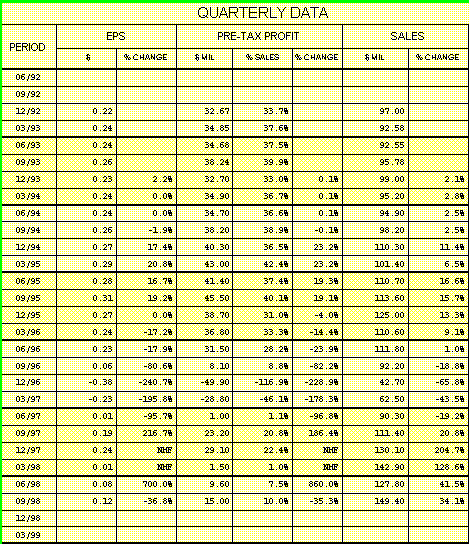 QUARTERLY DATA
PERIOD EPS PRE-TAX PROFIT SALES
$ % CHANGE $ MIL % SALES % CHANGE $ MIL % CHANGE
06/92
09/92
12/92 0.22 32.67 33.7% 97.00
03/93 0.24 34.85 37.6% 92.58
06/93 0.24 34.68 37.5% 92.55
09/93 0.26 38.24 39.9% 95.78
12/93 0.23 2.2% 32.70 33.0% 0.1% 99.00 2.1%
03/94 0.24 0.0% 34.90 36.7% 0.1% 95.20 2.8%
06/94 0.24 0.0% 34.70 36.6% 0.1% 94.90 2.5%
09/94 0.26 -1.9% 38.20 38.9% -0.1% 98.20 2.5%
12/94 0.27 17.4% 40.30 36.5% 23.2% 110.30 11.4%
03/95 0.29 20.8% 43.00 42.4% 23.2% 101.40 6.5%
06/95 0.28 16.7% 41.40 37.4% 19.3% 110.70 16.6%
09/95 0.31 19.2% 45.50 40.1% 19.1% 113.60 15.7%
12/95 0.27 0.0% 38.70 31.0% -4.0% 125.00 13.3%
03/96 0.24 -17.2% 36.80 33.3% -14.4% 110.60 9.1%
06/96 0.23 -17.9% 31.50 28.2% -23.9% 111.80 1.0%
09/96 0.06 -80.6% 8.10 8.8% -82.2% 92.20 -18.8%
12/96 -0.38 -240.7% -49.90 -116.9% -228.9% 42.70 -65.8%
03/97 -0.23 -195.8% -28.80 -46.1% -178.3% 62.50 -43.5%
06/97 0.01 -95.7% 1.00 1.1% -96.8% 90.30 -19.2%
09/97 0.19 216.7% 23.20 20.8% 186.4% 111.40 20.8%
12/97 0.24 NMF 29.10 22.4% NMF 130.10 204.7%
03/98 0.01 NMF 1.50 1.0% NMF 142.90 128.6%
06/98 0.08 700.0% 9.60 7.5% 860.0% 127.80 41.5%
09/98 0.12 -36.8% 15.00 10.0% -35.3% 149.40 34.1%
12/98
03/99